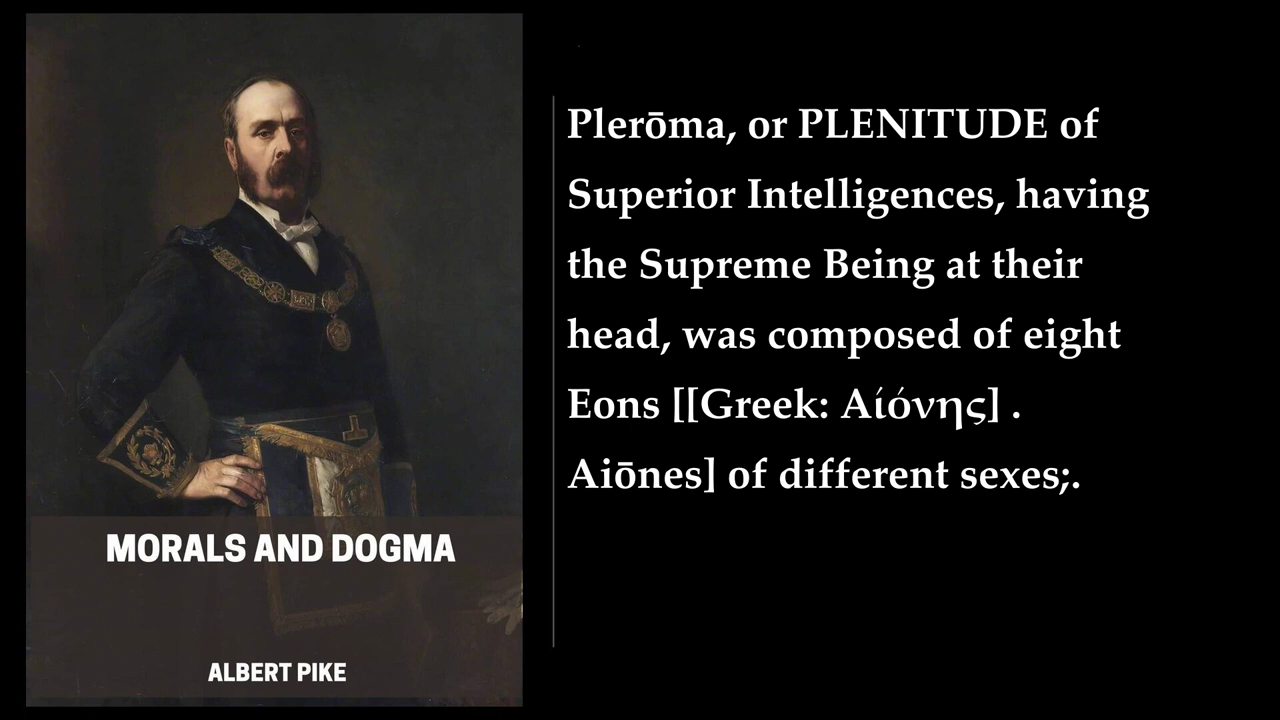 MORALS AND DOGMA
ALBERT PIKE
Plerōma, or PLENITUDE of
Superior Intelligences, having
the Supreme Being at their
head, was composed of eight
Eons [[Greek: Αίόνης] .
Aiōnes] of different sexes;.